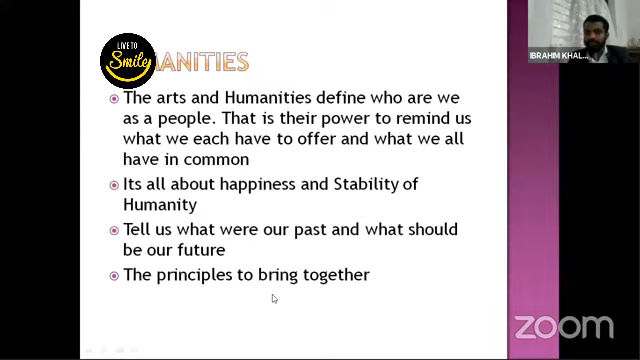 LIVE TO
Smile
MANITIES
The arts and Humanities define who are we
as a people. That is their power to remind us
what we each have to offer and what we all
have in common
Its all about happiness and Stability of
Humanity
Tell us what were our past and what should
be our future
The principles to bring together
IBRAHIM KHAL...
zoom